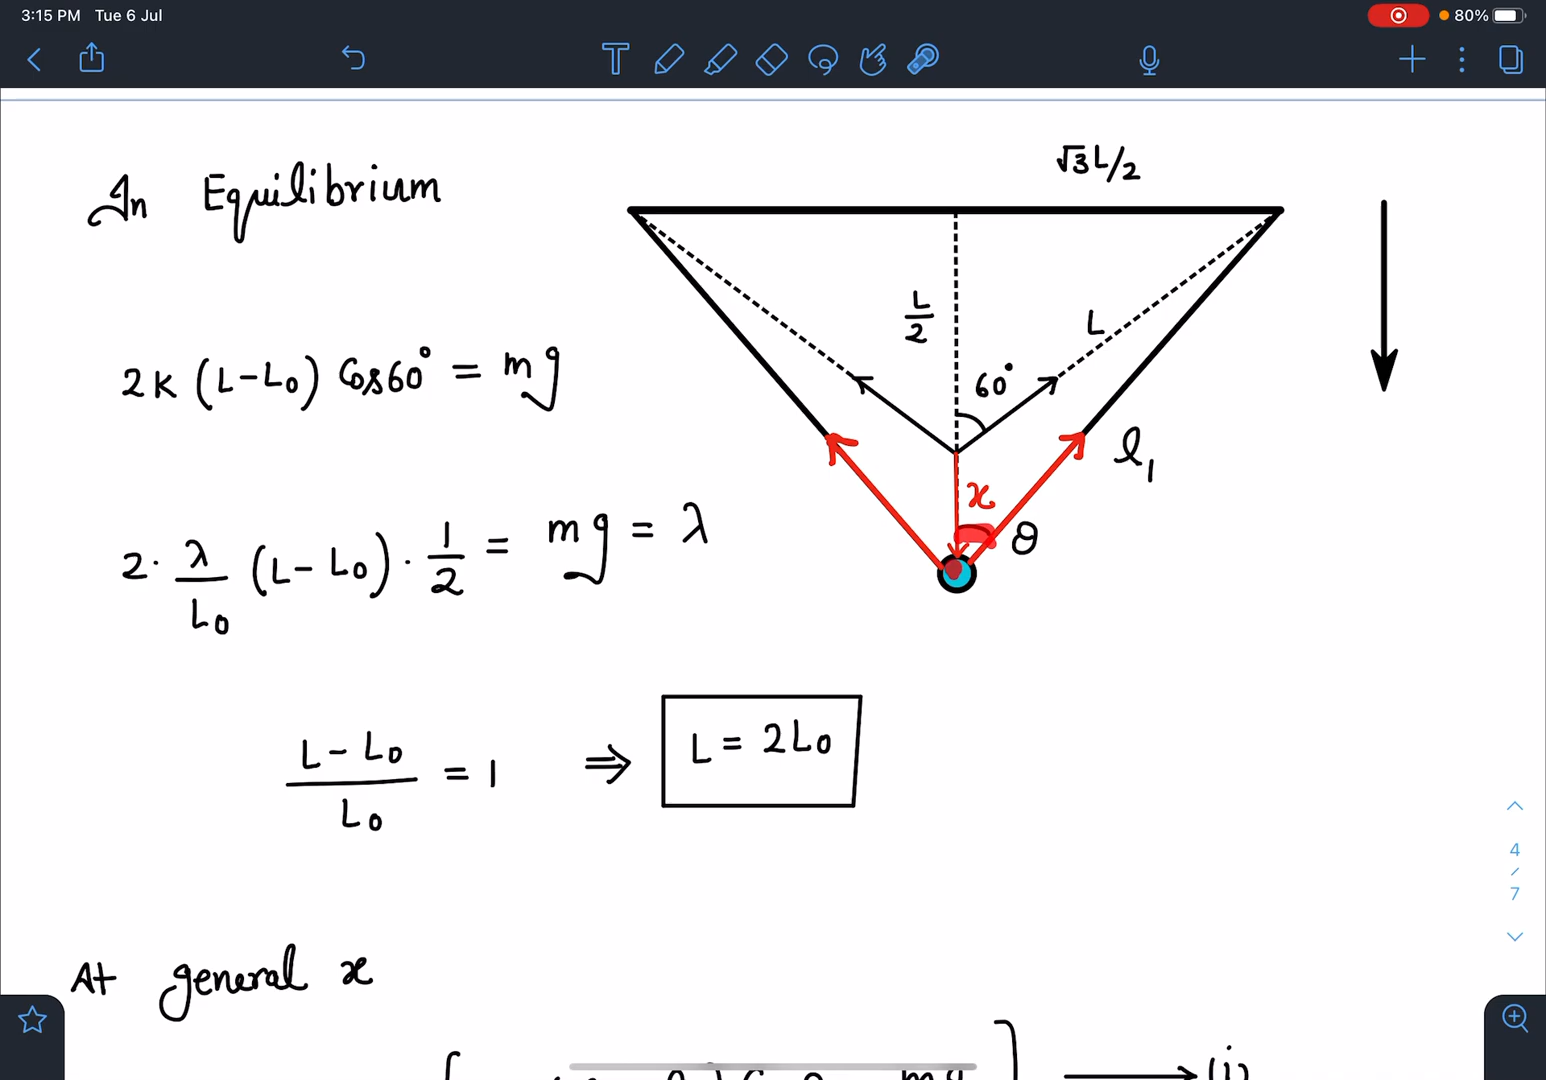 3:15 PM Tue 6 Jul
80%
T
In Equilibrium
√3L/2
L/2
L
60°
2K (L-L₀) Cos60° = mg
l₁
x
θ
2· λ/L₀ (L-L₀) · 1/2 = mg = λ
(L-L₀)/L₀ = 1 ⇒ L = 2L₀
4
/
7
At general x
mg ] ⟶ (i)